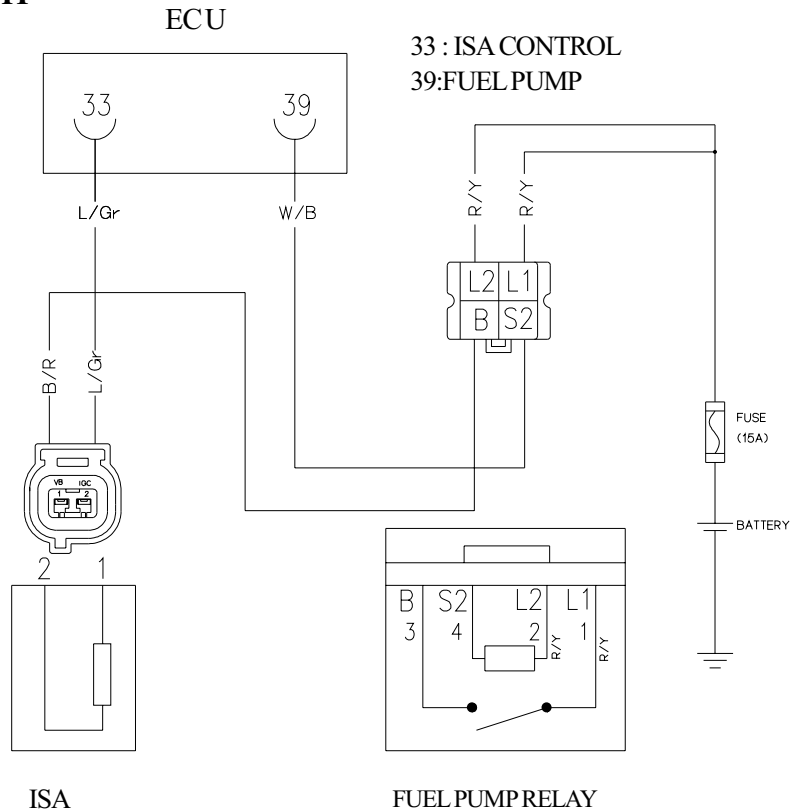 ECU
33 : ISA CONTROL
39:FUEL PUMP
33
39
L/Gr
W/B
R/Y
R/Y
L2 L1
B S2
B/R
L/Gr
VB IGC
1 2
FUSE
(15A)
BATTERY
2 1
B S2 L2 L1
3 4 2 1
R/Y
R/Y
ISA
FUEL PUMP RELAY